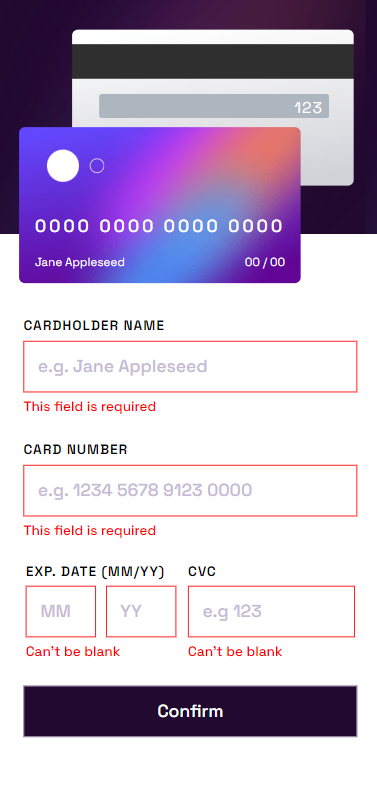 123
0000 0000 0000 0000
Jane Appleseed 00/00
CARDHOLDER NAME
e.g. Jane Appleseed
This field is required
CARD NUMBER
e.g. 1234 5678 9123 0000
This field is required
EXP. DATE (MM/YY) CVC
MM YY e.g 123
Can't be blank Can't be blank
Confirm